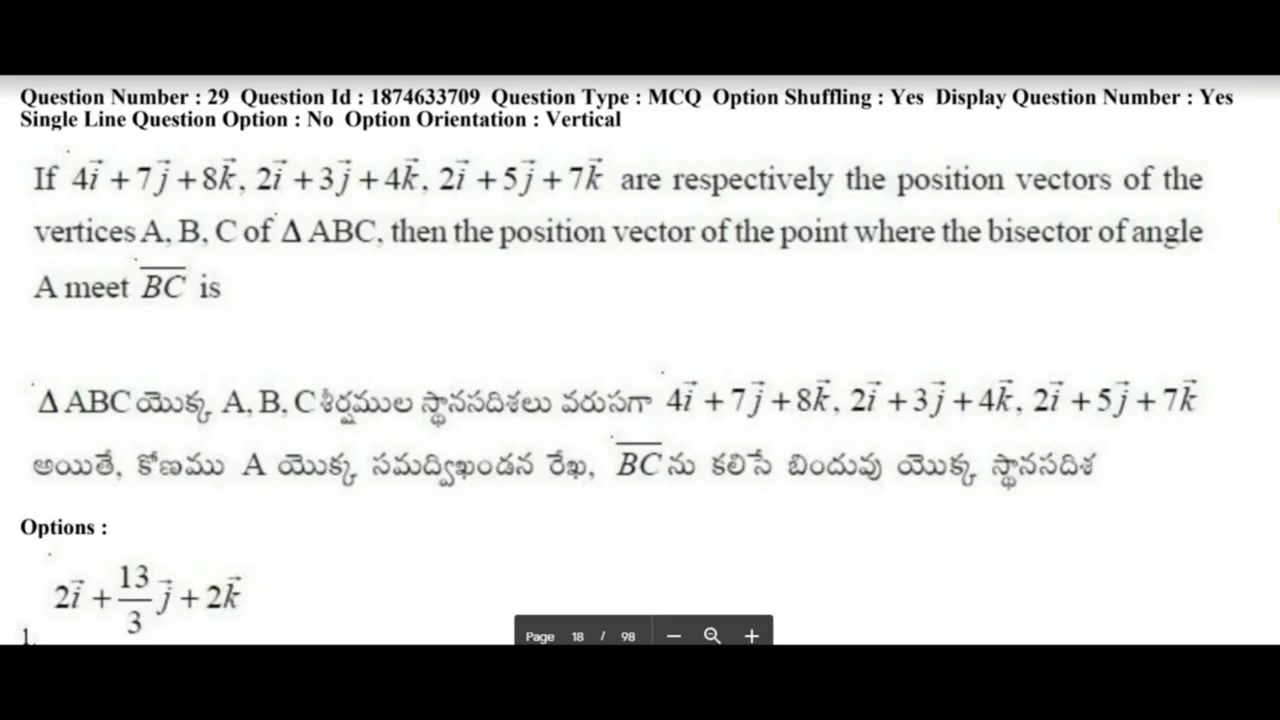 Question Number : 29 Question Id : 1874633709 Question Type : MCQ Option Shuffling : Yes Display Question Number : Yes
Single Line Question Option : No Option Orientation : Vertical
If 4i⃗ + 7j⃗ + 8k⃗, 2i⃗ + 3j⃗ + 4k⃗, 2i⃗ + 5j⃗ + 7k⃗ are respectively the position vectors of the
vertices A, B, C of Δ ABC, then the position vector of the point where the bisector of angle
A meet B̅C̅ is
Δ ABC యొక్క A, B, C శీర్షముల స్థానసదిశలు వరుసగా 4i⃗ + 7j⃗ + 8k⃗, 2i⃗ + 3j⃗ + 4k⃗, 2i⃗ + 5j⃗ + 7k⃗
అయితే, కోణము A యొక్క సమద్విఖండన రేఖ, B̅C̅ ను కలిసే బిందువు యొక్క స్థానసదిశ
Options :
2i⃗ + 13/3 j⃗ + 2k⃗
1.
Page 18 / 98 — +